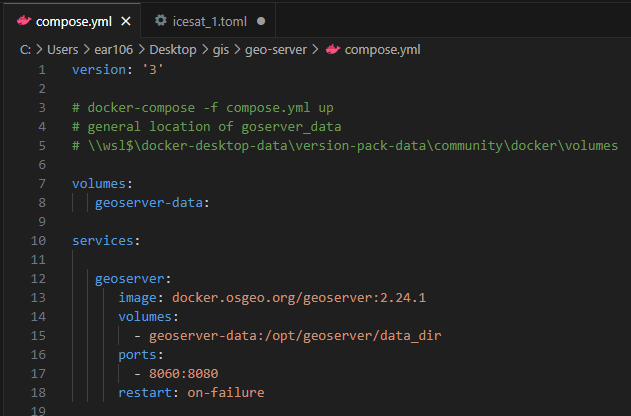 compose.yml
icesat_1.toml
C: > Users > ear106 > Desktop > gis > geo-server > compose.yml
1 version: '3'
2
3 # docker-compose -f compose.yml up
4 # general location of goserver_data
5 # \\wsl$\docker-desktop-data\version-pack-data\community\docker\volumes
6
7 volumes:
8 geoserver-data:
9
10 services:
11
12 geoserver:
13 image: docker.osgeo.org/geoserver:2.24.1
14 volumes:
15 - geoserver-data:/opt/geoserver/data_dir
16 ports:
17 - 8060:8080
18 restart: on-failure
19